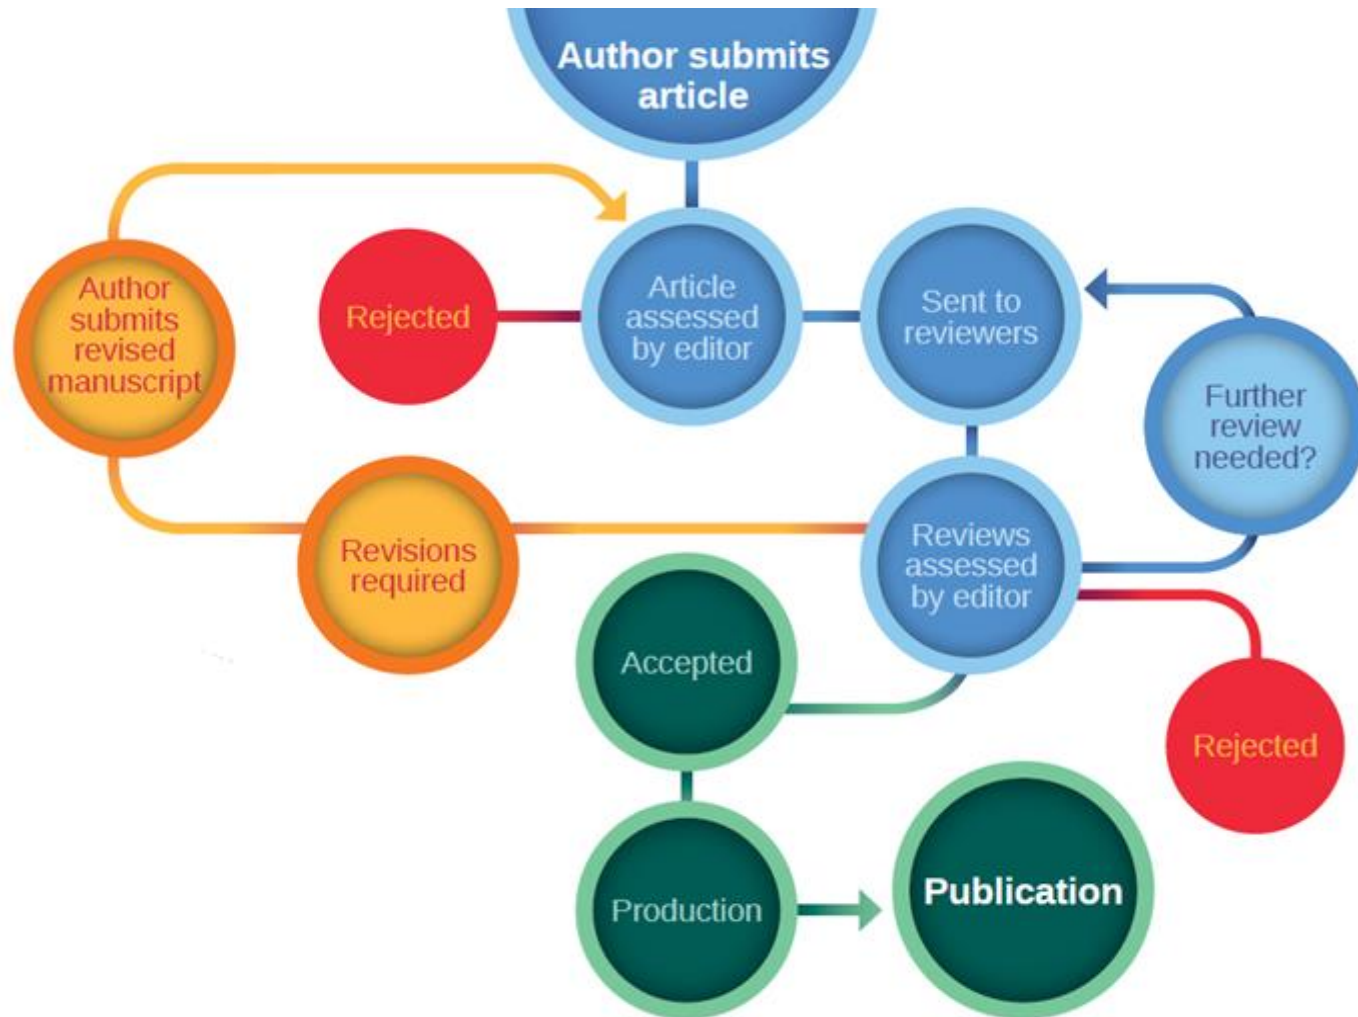 Author submits
article
Author
submits
revised
manuscript
Rejected
Article
assessed
by editor
Sent to
reviewers
Further
review
needed?
Revisions
required
Reviews
assessed
by editor
Accepted
Rejected
Production
Publication